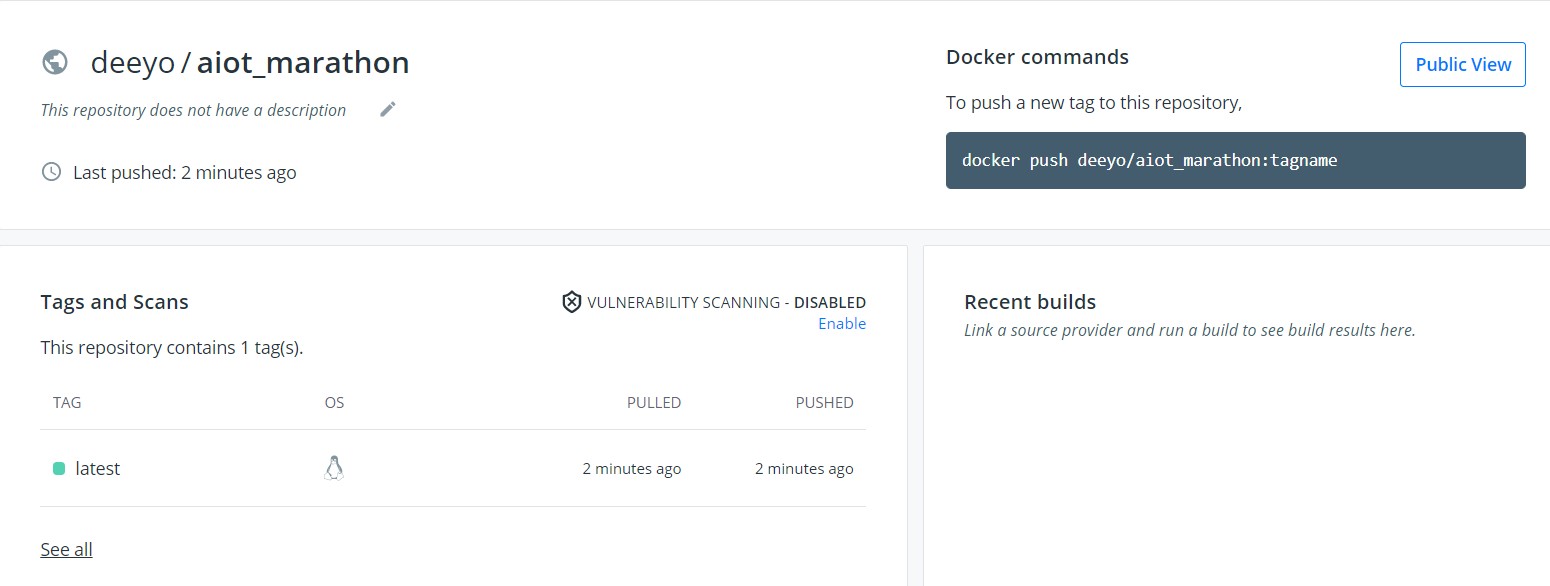 deeyo / aiot_marathon
This repository does not have a description
Last pushed: 2 minutes ago
Docker commands
Public View
To push a new tag to this repository,
docker push deeyo/aiot_marathon:tagname
Tags and Scans
VULNERABILITY SCANNING - DISABLED
Enable
This repository contains 1 tag(s).
TAG OS PULLED PUSHED
latest 2 minutes ago 2 minutes ago
See all
Recent builds
Link a source provider and run a build to see build results here.